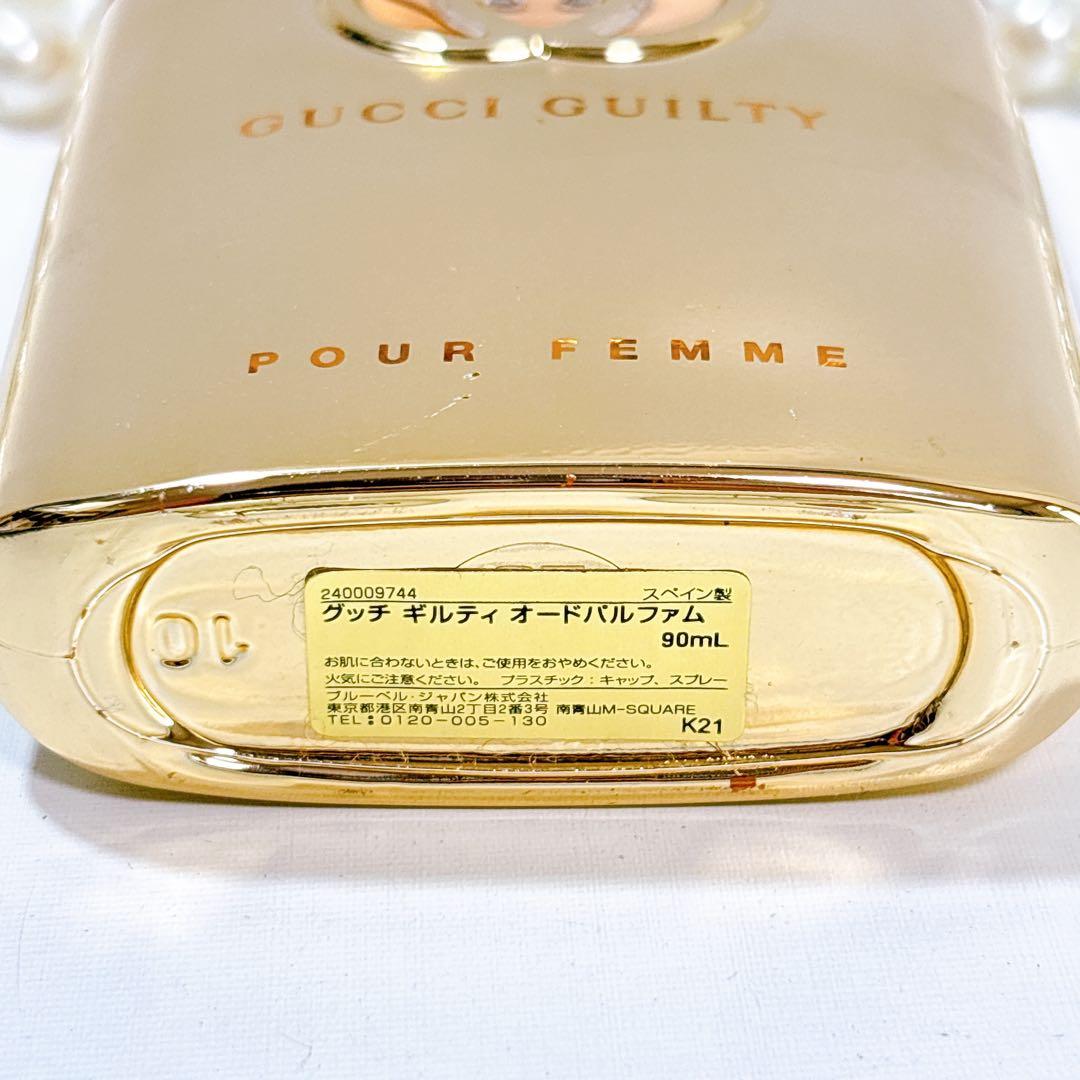 GUCCI GUILTY
POUR FEMME
10
240009744 スペイン製
グッチ ギルティ オードパルファム
90mL
お肌に合わないときは、ご使用をおやめください。
火気にご注意ください。 プラスチック：キャップ、スプレー
ブルーベル・ジャパン株式会社
東京都港区南青山2丁目2番3号 南青山M-SQUARE
TEL：0120-005-130
K21